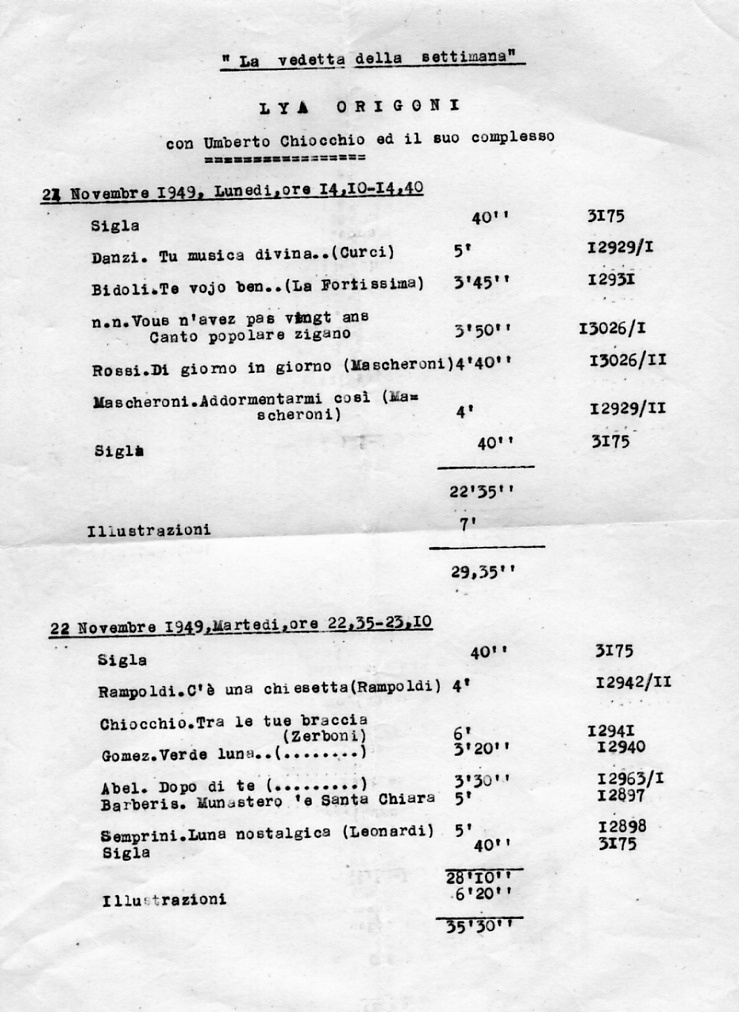 " La vedetta della settimana"
LYA ORIGONI
con Umberto Chiocchio ed il suo complesso
=================
21 Novembre I949, Lunedi,ore I4,I0-I4,40
Sigla 40'' 3I75
Danzi. Tu musica divina..(Curci) 5' I2929/I
Bidoli.Te vojo ben..(La Fortissima) 3'45'' I293I
n.n.Vous n'avez pas vingt ans
Canto popolare zigano 3'50'' I3026/I
Rossi.Di giorno in giorno (Mascheroni)4'40'' I3026/II
Mascheroni.Addormentarmi così (Ma=
scheroni) 4' I2929/II
Sigla 40'' 3I75
22'35''
Illustrazioni 7'
29,35''
22 Novembre I949,Martedi,ore 22,35-23,I0
Sigla 40'' 3I75
Rampoldi.C'è una chiesetta(Rampoldi) 4' I2942/II
Chiocchio.Tra le tue braccia
(Zerboni) 6' I294I
Gomez.Verde luna..(........) 3'20'' I2940
Abel. Dopo di te (.........) 3'30'' I2963/I
Barberis. Munastero 'e Santa Chiara 5' I2897
Semprini.Luna nostalgica (Leonardi) 5' I2898
Sigla 40'' 3I75
28'I0''
Illustrazioni 6'20''
35'30''